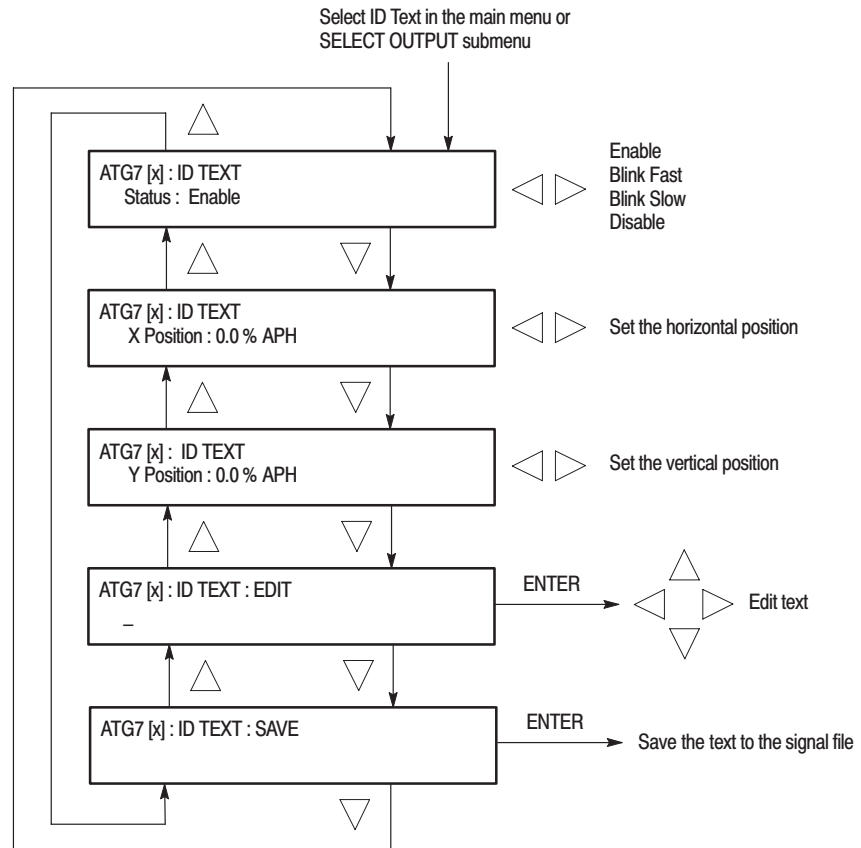 Select ID Text in the main menu or
SELECT OUTPUT submenu
ATG7 [x] : ID TEXT
Status : Enable
Enable
Blink Fast
Blink Slow
Disable
ATG7 [x] : ID TEXT
X Position : 0.0 % APH
Set the horizontal position
ATG7 [x] : ID TEXT
Y Position : 0.0 % APH
Set the vertical position
ATG7 [x] : ID TEXT : EDIT
_
ENTER
Edit text
ATG7 [x] : ID TEXT : SAVE
ENTER
Save the text to the signal file